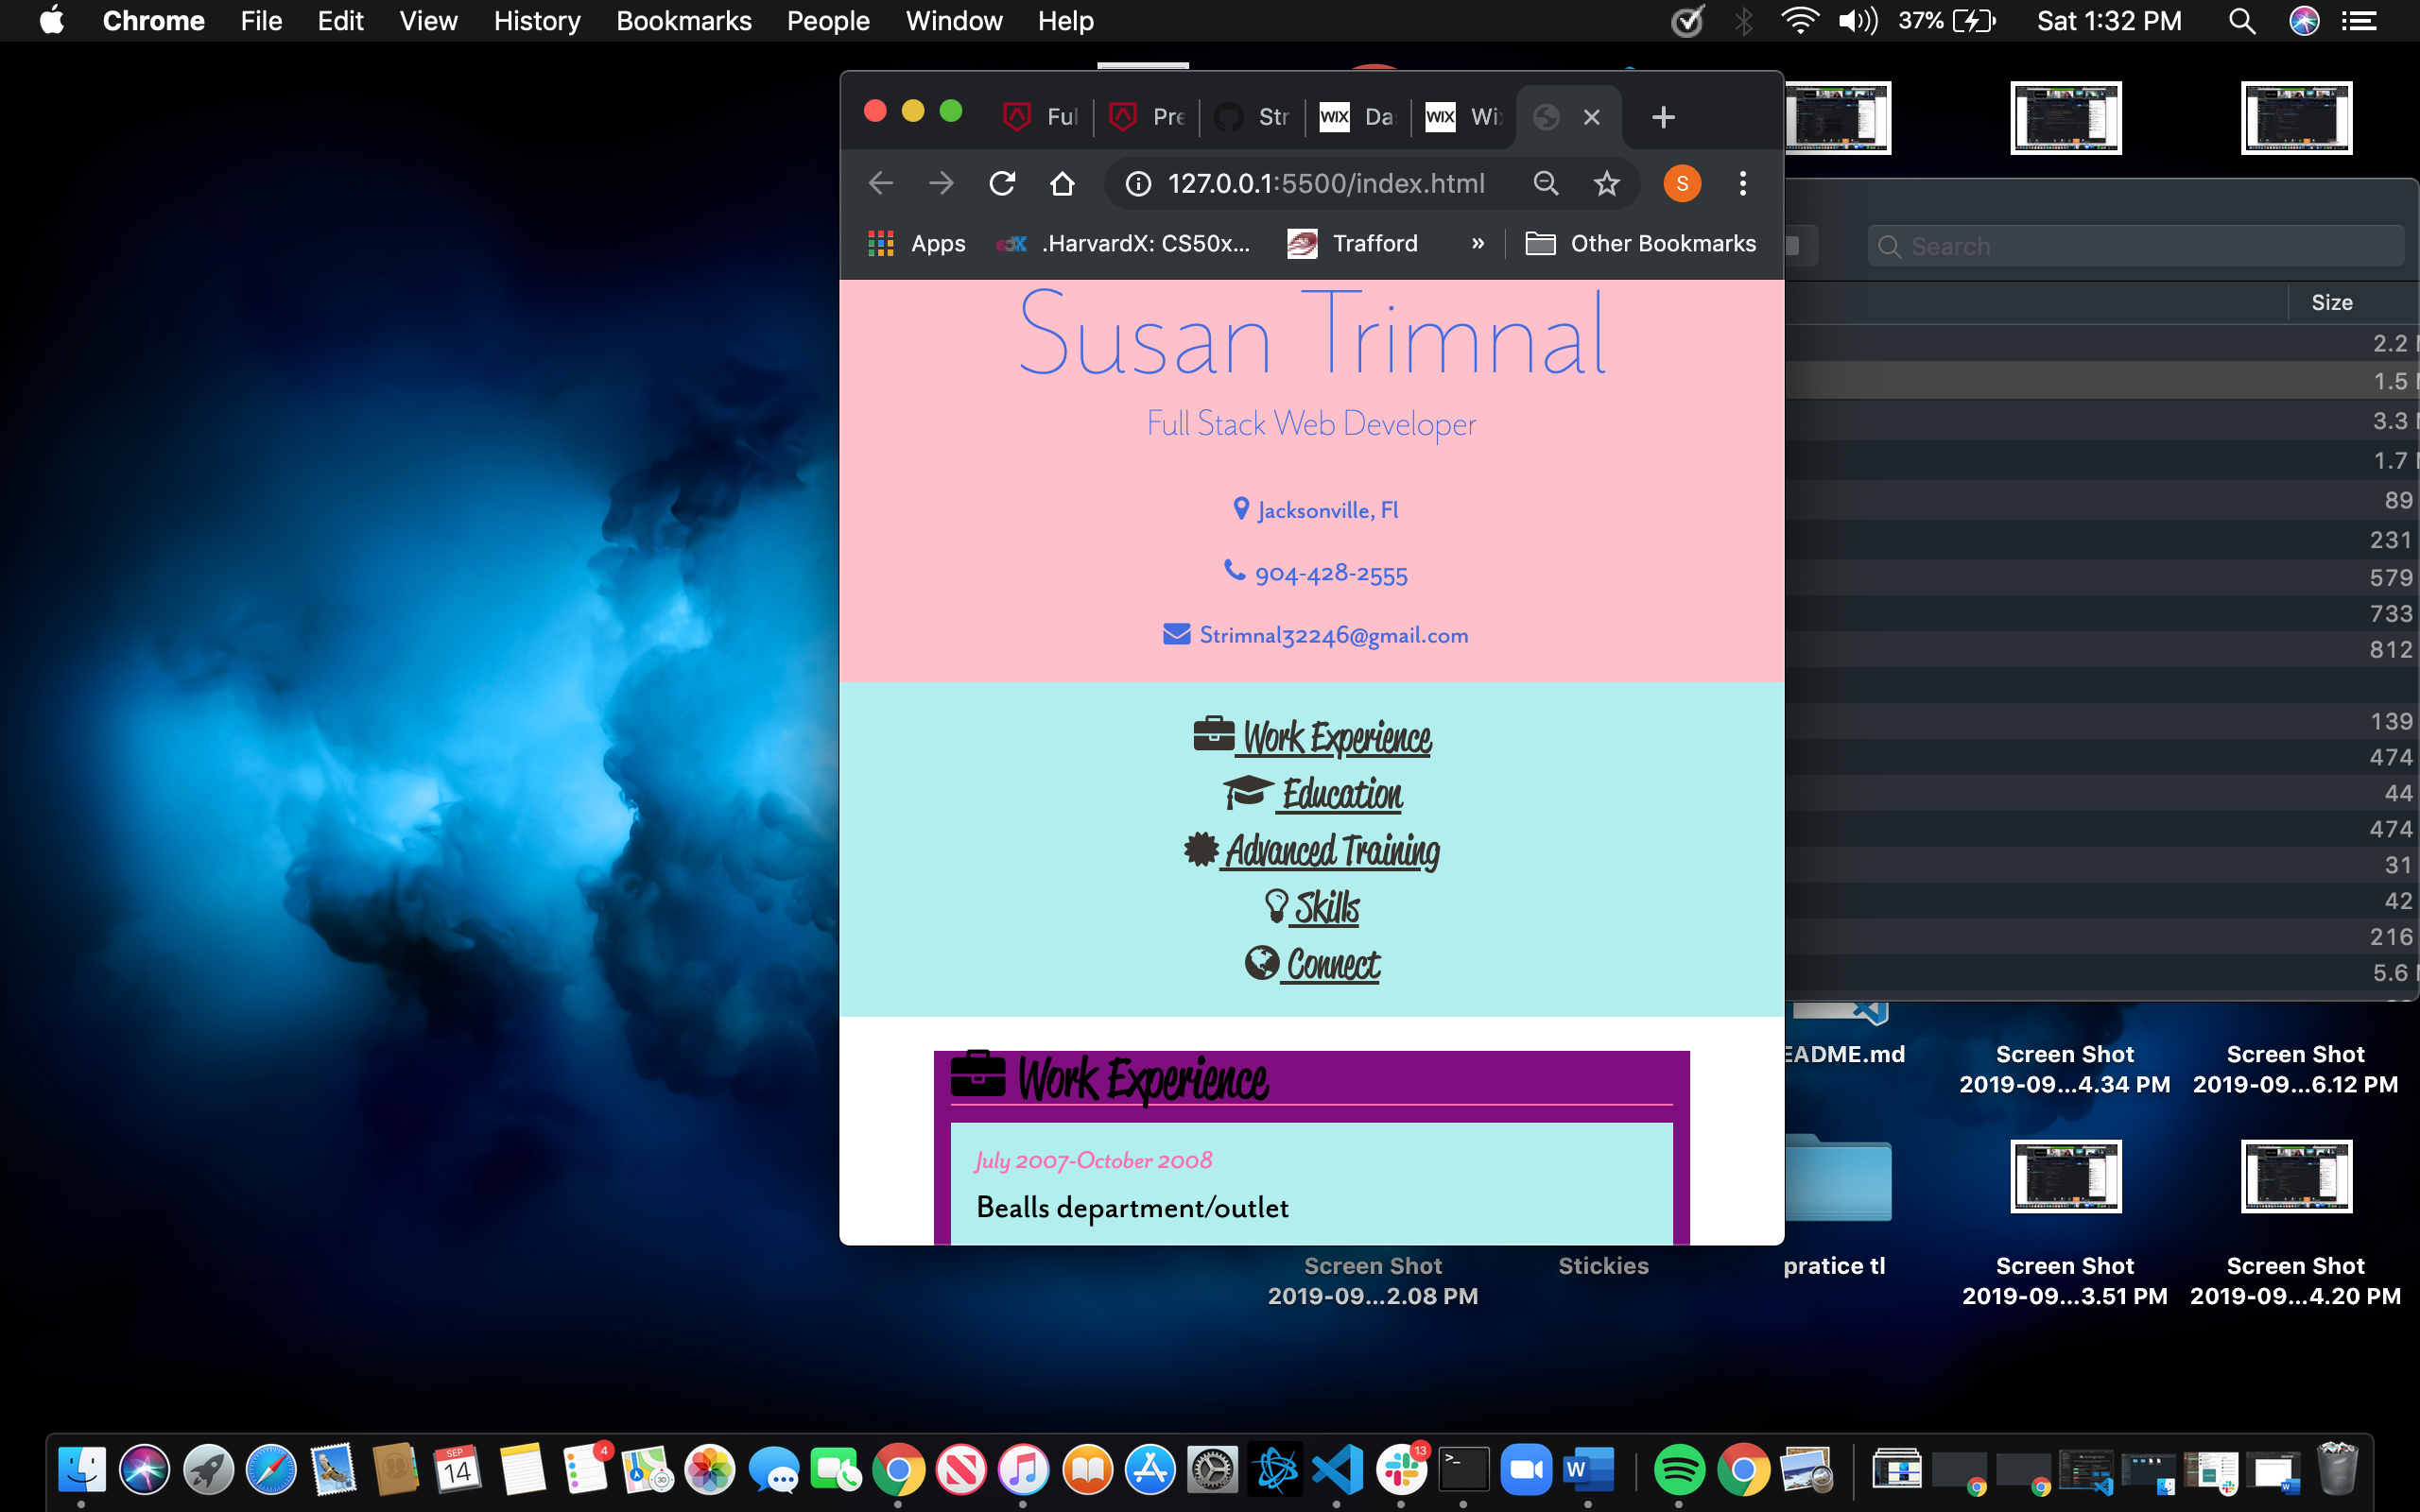 Chrome File Edit View History Bookmarks People Window Help 37% Sat 1:32 PM
Ful Pre Str WIX Da WIX Wi
127.0.0.1:5500/index.html S
Apps .HarvardX: CS50x... Trafford » Other Bookmarks
Search
Size
Susan Trimnal
Full Stack Web Developer
Jacksonville, Fl
904-428-2555
Strimnal32246@gmail.com
Work Experience
Education
Advanced Training
Skills
Connect
Work Experience
July 2007-October 2008
Bealls department/outlet
2.2
1.5
3.3
1.7
89
231
579
733
812
139
474
44
474
31
42
216
5.6
EADME.md
Screen Shot
2019-09...4.34 PM
Screen Shot
2019-09...6.12 PM
Screen Shot
2019-09...2.08 PM
Stickies
pratice tl
Screen Shot
2019-09...3.51 PM
Screen Shot
2019-09...4.20 PM
4
SEP
14
3D
13
W